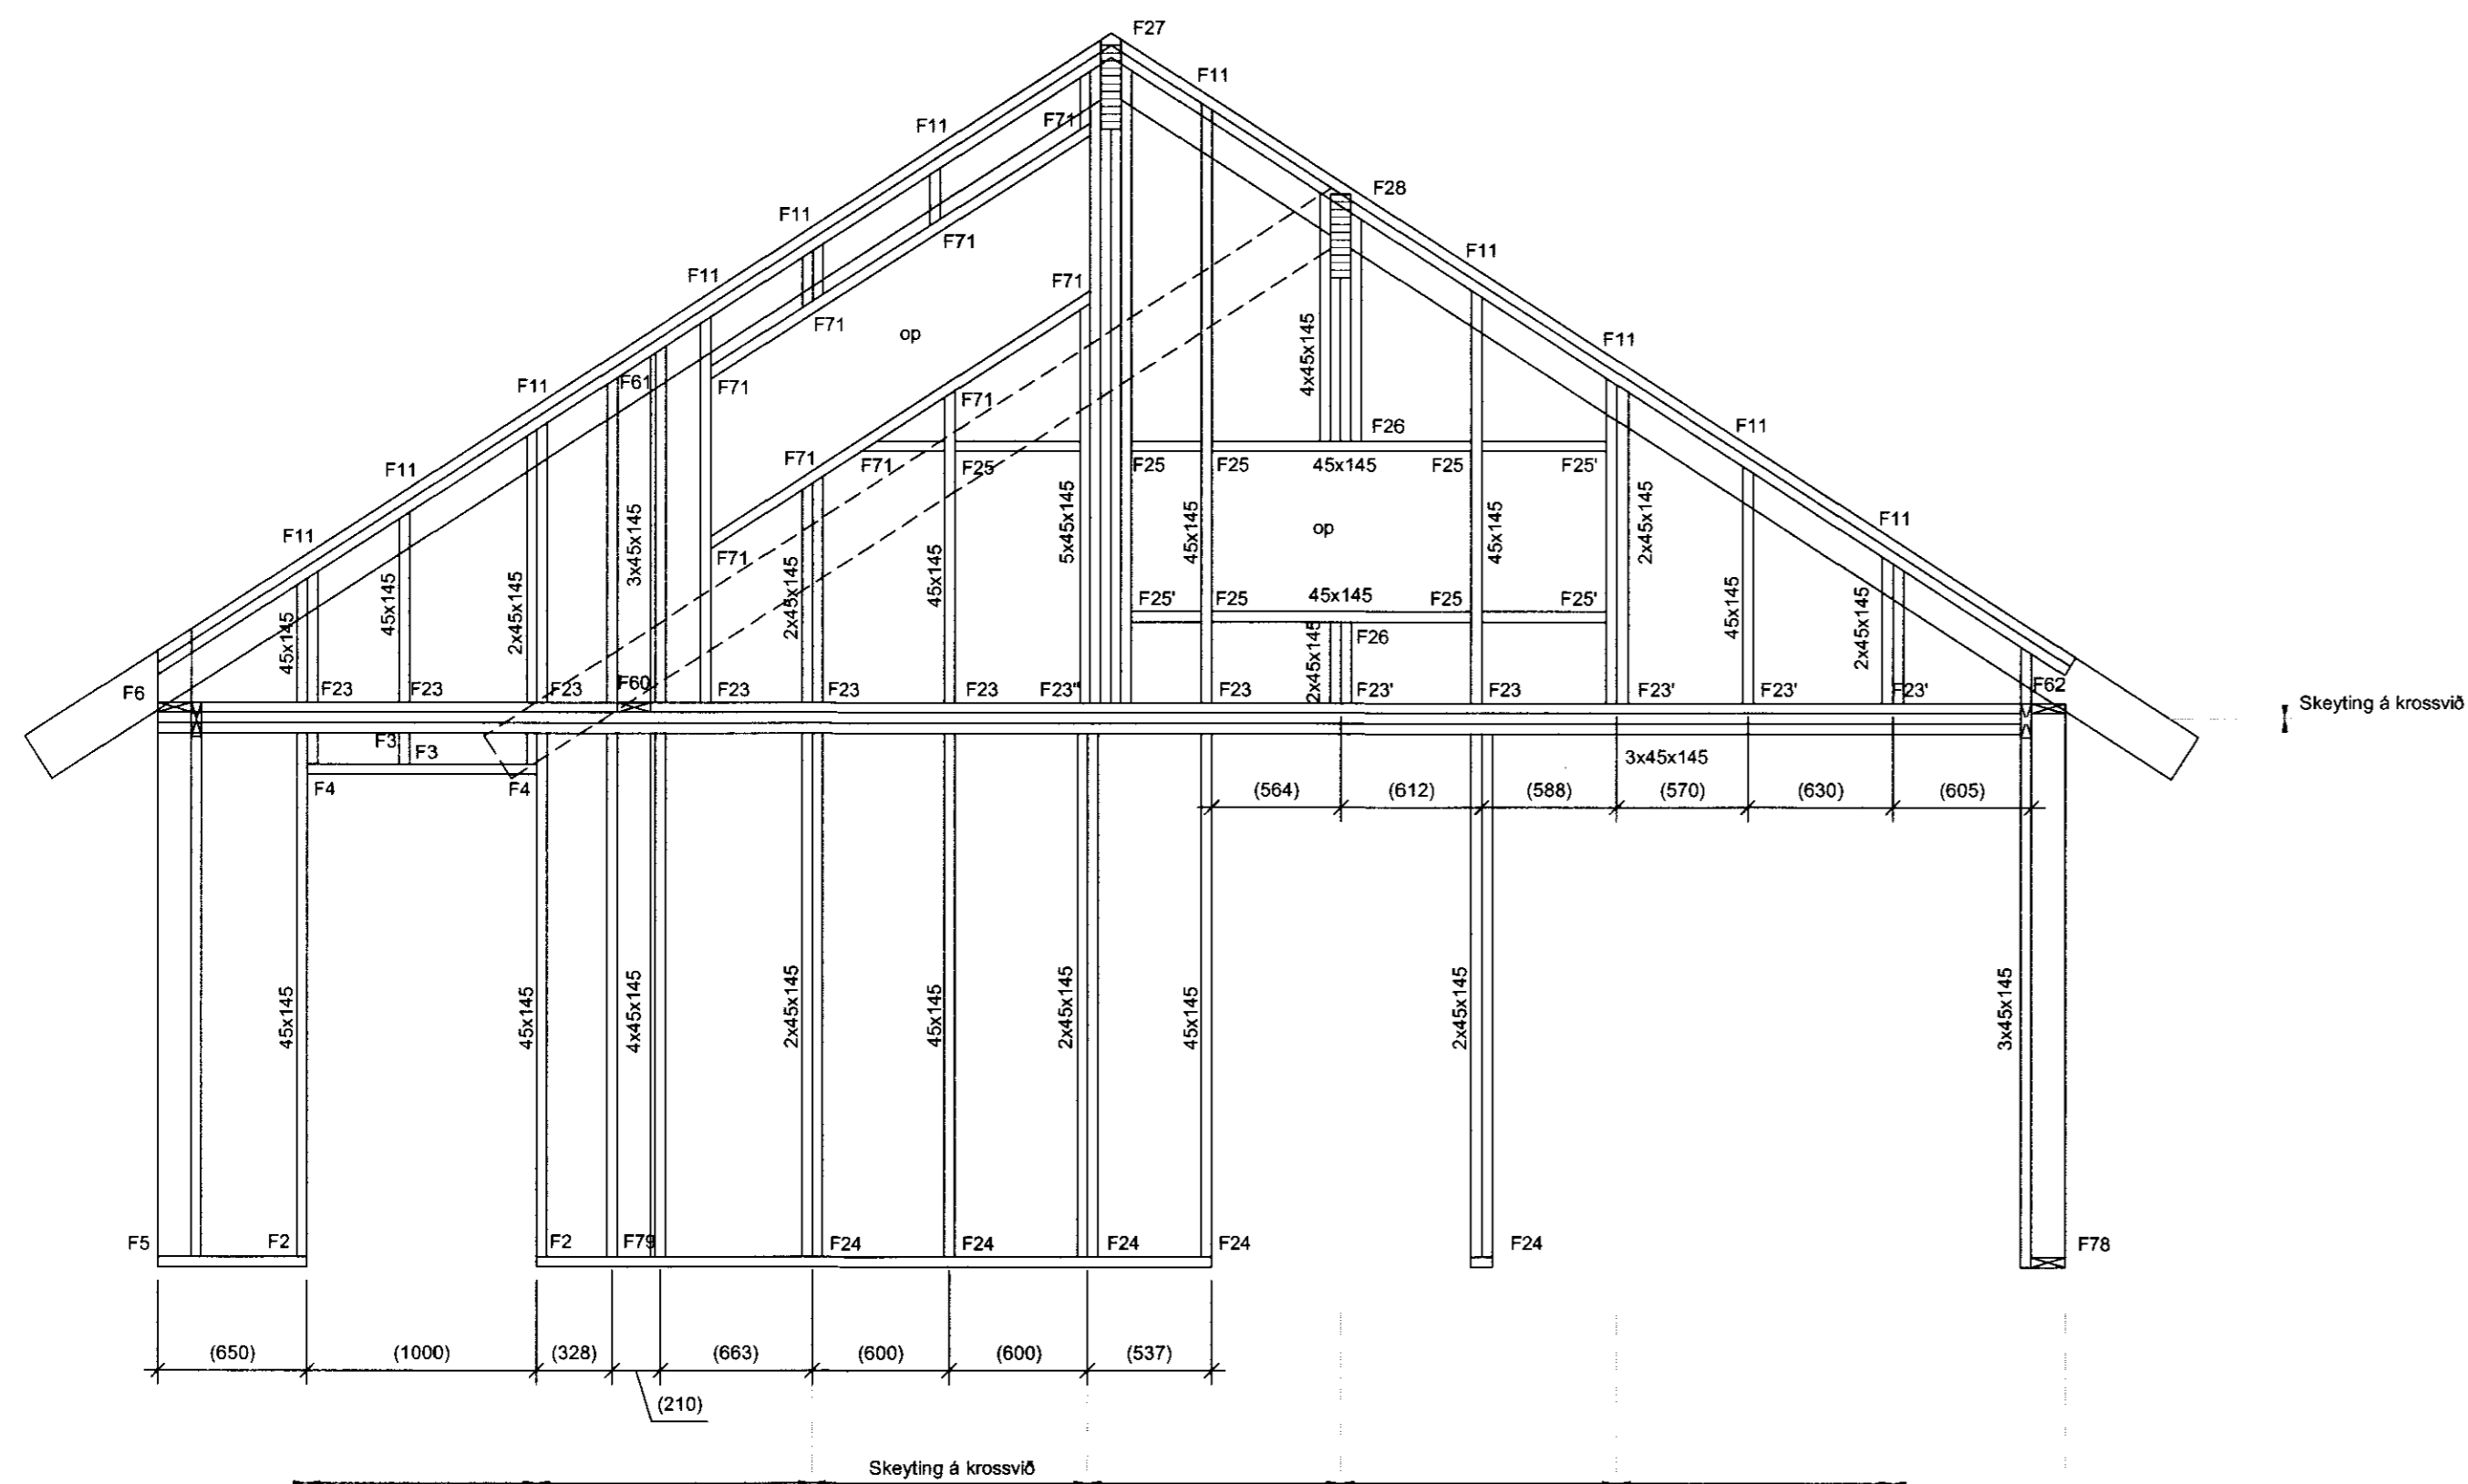 F27
F11
F11
F71
F28
F11
F71
F11
F11
F71
F71
op
F11
4x45x145
F11
F61
F71
F71
F26
F11
F11
F71
F71
F25
F25
F25
45x145
F25
F25'
F11
F11
3x45x145
5x45x145
45x145
op
45x145
2x45x145
F71
45x145
45x145
2x45x145
2x45x145
45x145
F25'
F25
45x145
F25
F25'
45x145
2x45x145
2x45x145
F26
F6
F23
F23
F23
F60
F23
F23
F23
F23"
F23
F23'
F23
F23'
F23'
F23'
F62
Skeyting á krossvið
F3
F3
3x45x145
F4
F4
(564)
(612)
(588)
(570)
(630)
(605)
45x145
45x145
4x45x145
2x45x145
45x145
2x45x145
45x145
2x45x145
3x45x145
F5
F2
F2
F79
F24
F24
F24
F24
F24
F78
(650)
(1000)
(328)
(663)
(600)
(600)
(537)
(210)
Skeyting á krossvið